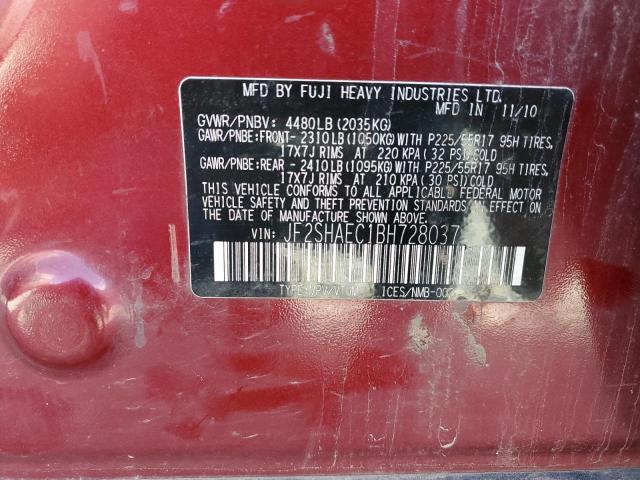 MFD BY FUJI HEAVY INDUSTRIES LTD.
MFD IN 11/10
GVWR/PNBV: 4480LB (2035KG)
GAWR/PNBE:FRONT- 2310LB (1050KG) WITH P225/55R17 95H TIRES,
17X7J RIMS AT 220 KPA ( 32 PSI) COLD
GAWR/PNBE:REAR - 2410LB (1095KG) WITH P225/55R17 95H TIRES,
17X7J RIMS AT 210 KPA ( 30 PSI) COLD
THIS VEHICLE CONFORMS TO ALL APPLICABLE FEDERAL MOTOR
VEHICLE SAFETY AND THEFT PREVENTION STANDARDS IN EFFECT ON
THE DATE OF MANUFACTURE SHOWN ABOVE.
VIN: JF2SHAEC1BH728037
TYPE:MPV/VTUM ICES/NMB-002